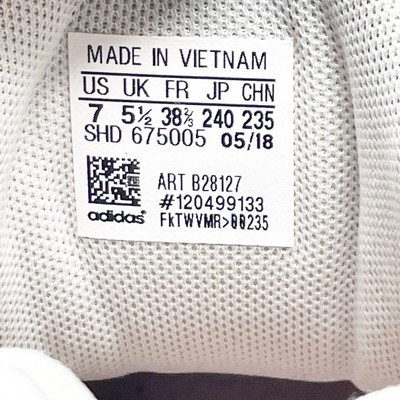 MADE IN VIETNAM
US UK FR JP CHN
7 5½ 38⅔ 240 235
SHD 675005 05/18
ART B28127
#120499133
adidas FkTWVMR>00235